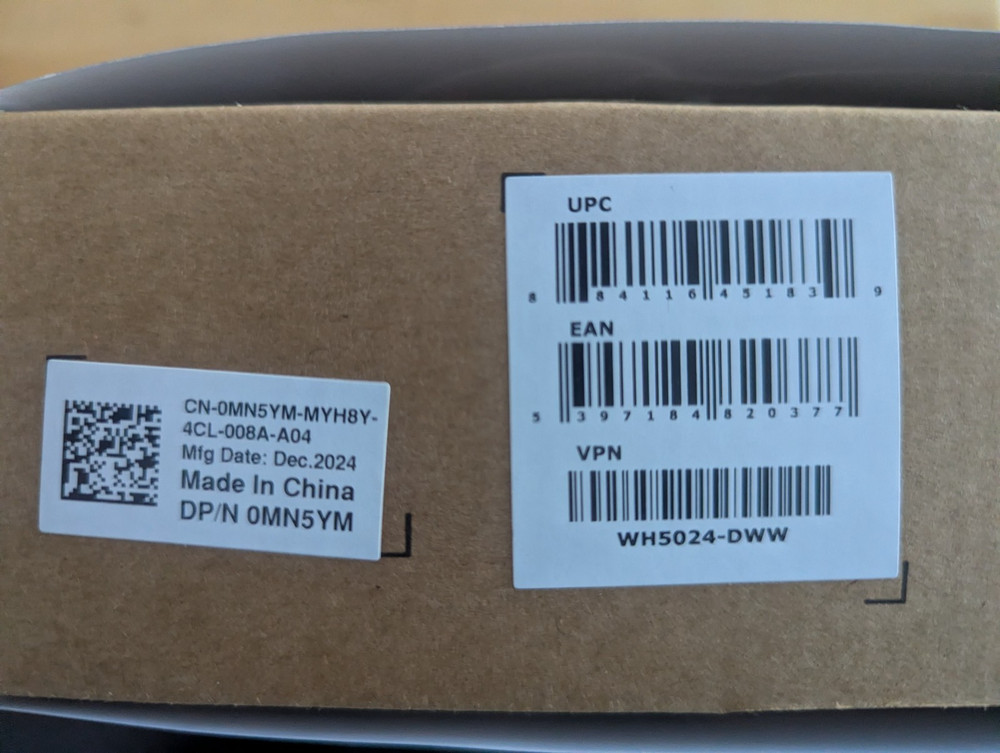 CN-0MN5YM-MYH8Y-
4CL-008A-A04
Mfg Date: Dec.2024
Made In China
DP/N 0MN5YM
UPC
8 84116 45183 9
EAN
5 397184 820377
VPN
WH5024-DWW